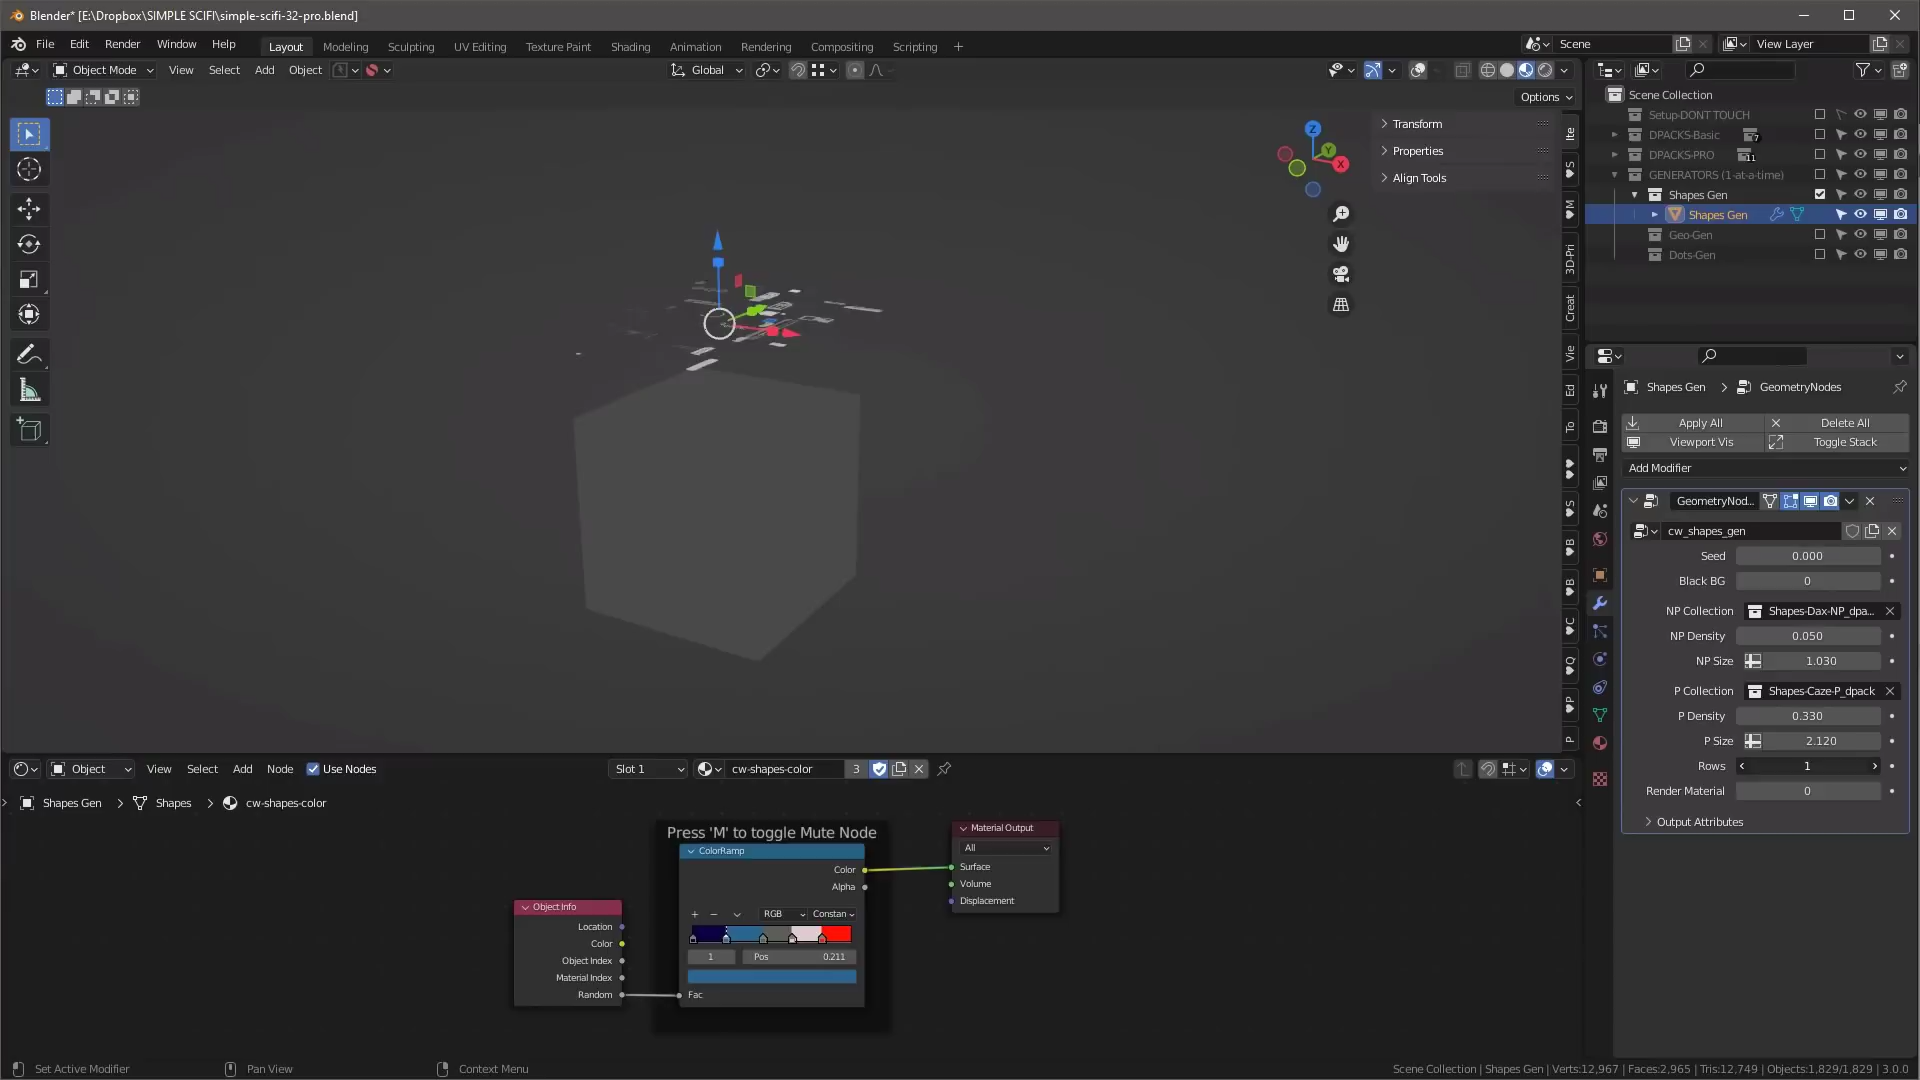 Blender* [E:\Dropbox\SIMPLE SCIFI\simple-scifi-32-pro.blend]
File Edit Render Window Help Layout Modeling Sculpting UV Editing Texture Paint Shading Animation Rendering Compositing Scripting + Scene View Layer
Object Mode View Select Add Object Global
Options
Transform
Properties
Align Tools
Z
Y
X
Ite
S
M
3D-Pri
Creat
Vie
Ed
To
S
B
B
C
Q
P
P
Scene Collection
Setup-DONT TOUCH
DPACKS-Basic 7
DPACKS-PRO 11
GENERATORS (1-at-a-time)
Shapes Gen
Shapes Gen
Geo-Gen
Dots-Gen
Shapes Gen > GeometryNodes
Apply All Delete All
Viewport Vis Toggle Stack
Add Modifier
GeometryNod...
cw_shapes_gen
Seed 0.000
Black BG 0
NP Collection Shapes-Dax-NP_dpa...
NP Density 0.050
NP Size 1.030
P Collection Shapes-Caze-P_dpack
P Density 0.330
P Size 2.120
Rows 1
Render Material 0
Output Attributes
Object View Select Add Node Use Nodes Slot 1 cw-shapes-color 3
Shapes Gen > Shapes > cw-shapes-color
Press 'M' to toggle Mute Node
ColorRamp
Color
Alpha
+ − RGB Constan
1 Pos 0.211
Fac
Material Output
All
Surface
Volume
Displacement
Object Info
Location
Color
Object Index
Material Index
Random
Set Active Modifier Pan View Context Menu Scene Collection | Shapes Gen | Verts:12,967 | Faces:2,965 | Tris:12,749 | Objects:1,829/1,829 | 3.0.0